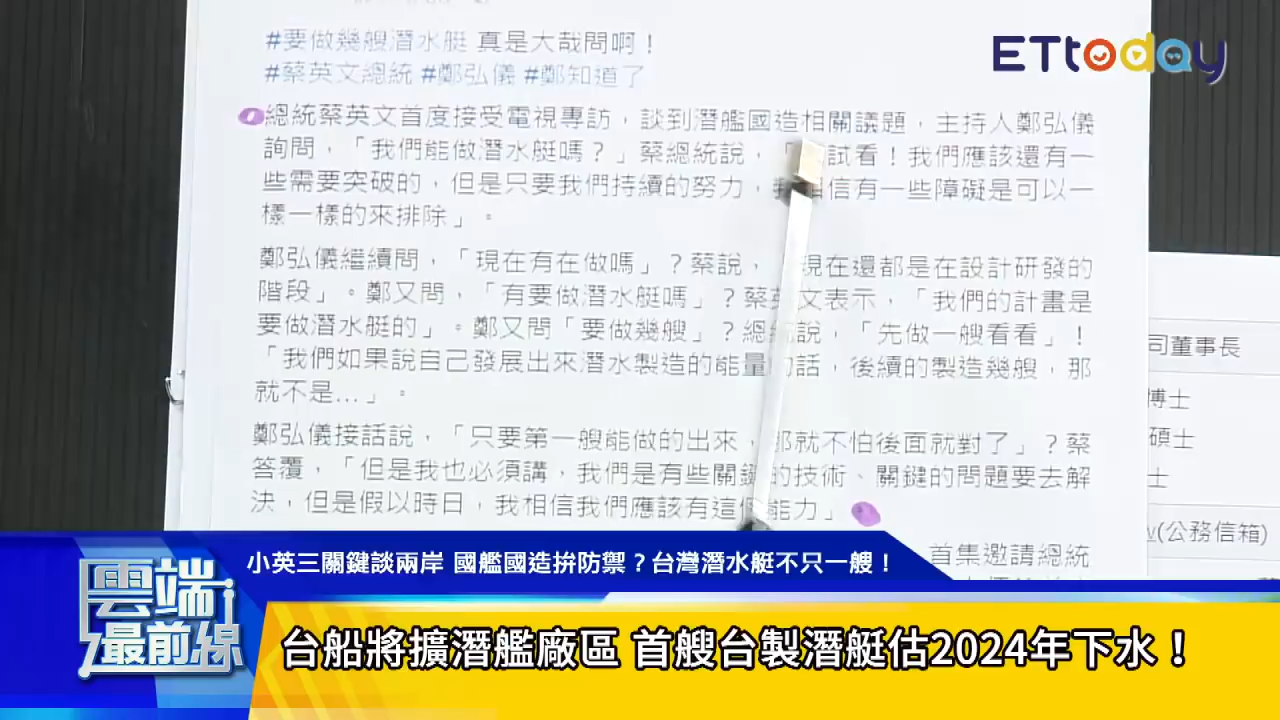 #要做幾艘潛水艇 真是大哉問啊！
ETtoday
#蔡英文總統 #鄭弘儀 #鄭知道了
總統蔡英文首度接受電視專訪，談到潛艦國造相關議題，主持人鄭弘儀
詢問，「我們能做潛水艇嗎？」蔡總統說，「試看！我們應該還有一
些需要突破的，但是只要我們持續的努力，信有一些障礙是可以一
樣一樣的來排除」。
鄭弘儀繼續問，「現在有在做嗎」？蔡說，現在還都是在設計研發的
階段」。鄭又問，「有要做潛水艇嗎」？蔡英文表示，「我們的計畫是
要做潛水艇的」。鄭又問「要做幾艘」？總統說，「先做一艘看看」！
「我們如果說自己發展出來潛水製造的能量的話，後續的製造幾艘，那
就不是...」。
鄭弘儀接話說，「只要第一艘能做的出來，那就不怕後面就對了」？蔡
答覆，「但是我也必須講，我們是有些關鍵的技術、關鍵的問題要去解
決，但是假以時日，我相信我們應該有這個能力」
司董事長
博士
碩士
士
(公務信箱)
首集邀請總統
小英三關鍵談兩岸 國艦國造拚防禦？台灣潛水艇不只一艘！
雲端最前線
台船將擴潛艦廠區 首艘台製潛艇估2024年下水！